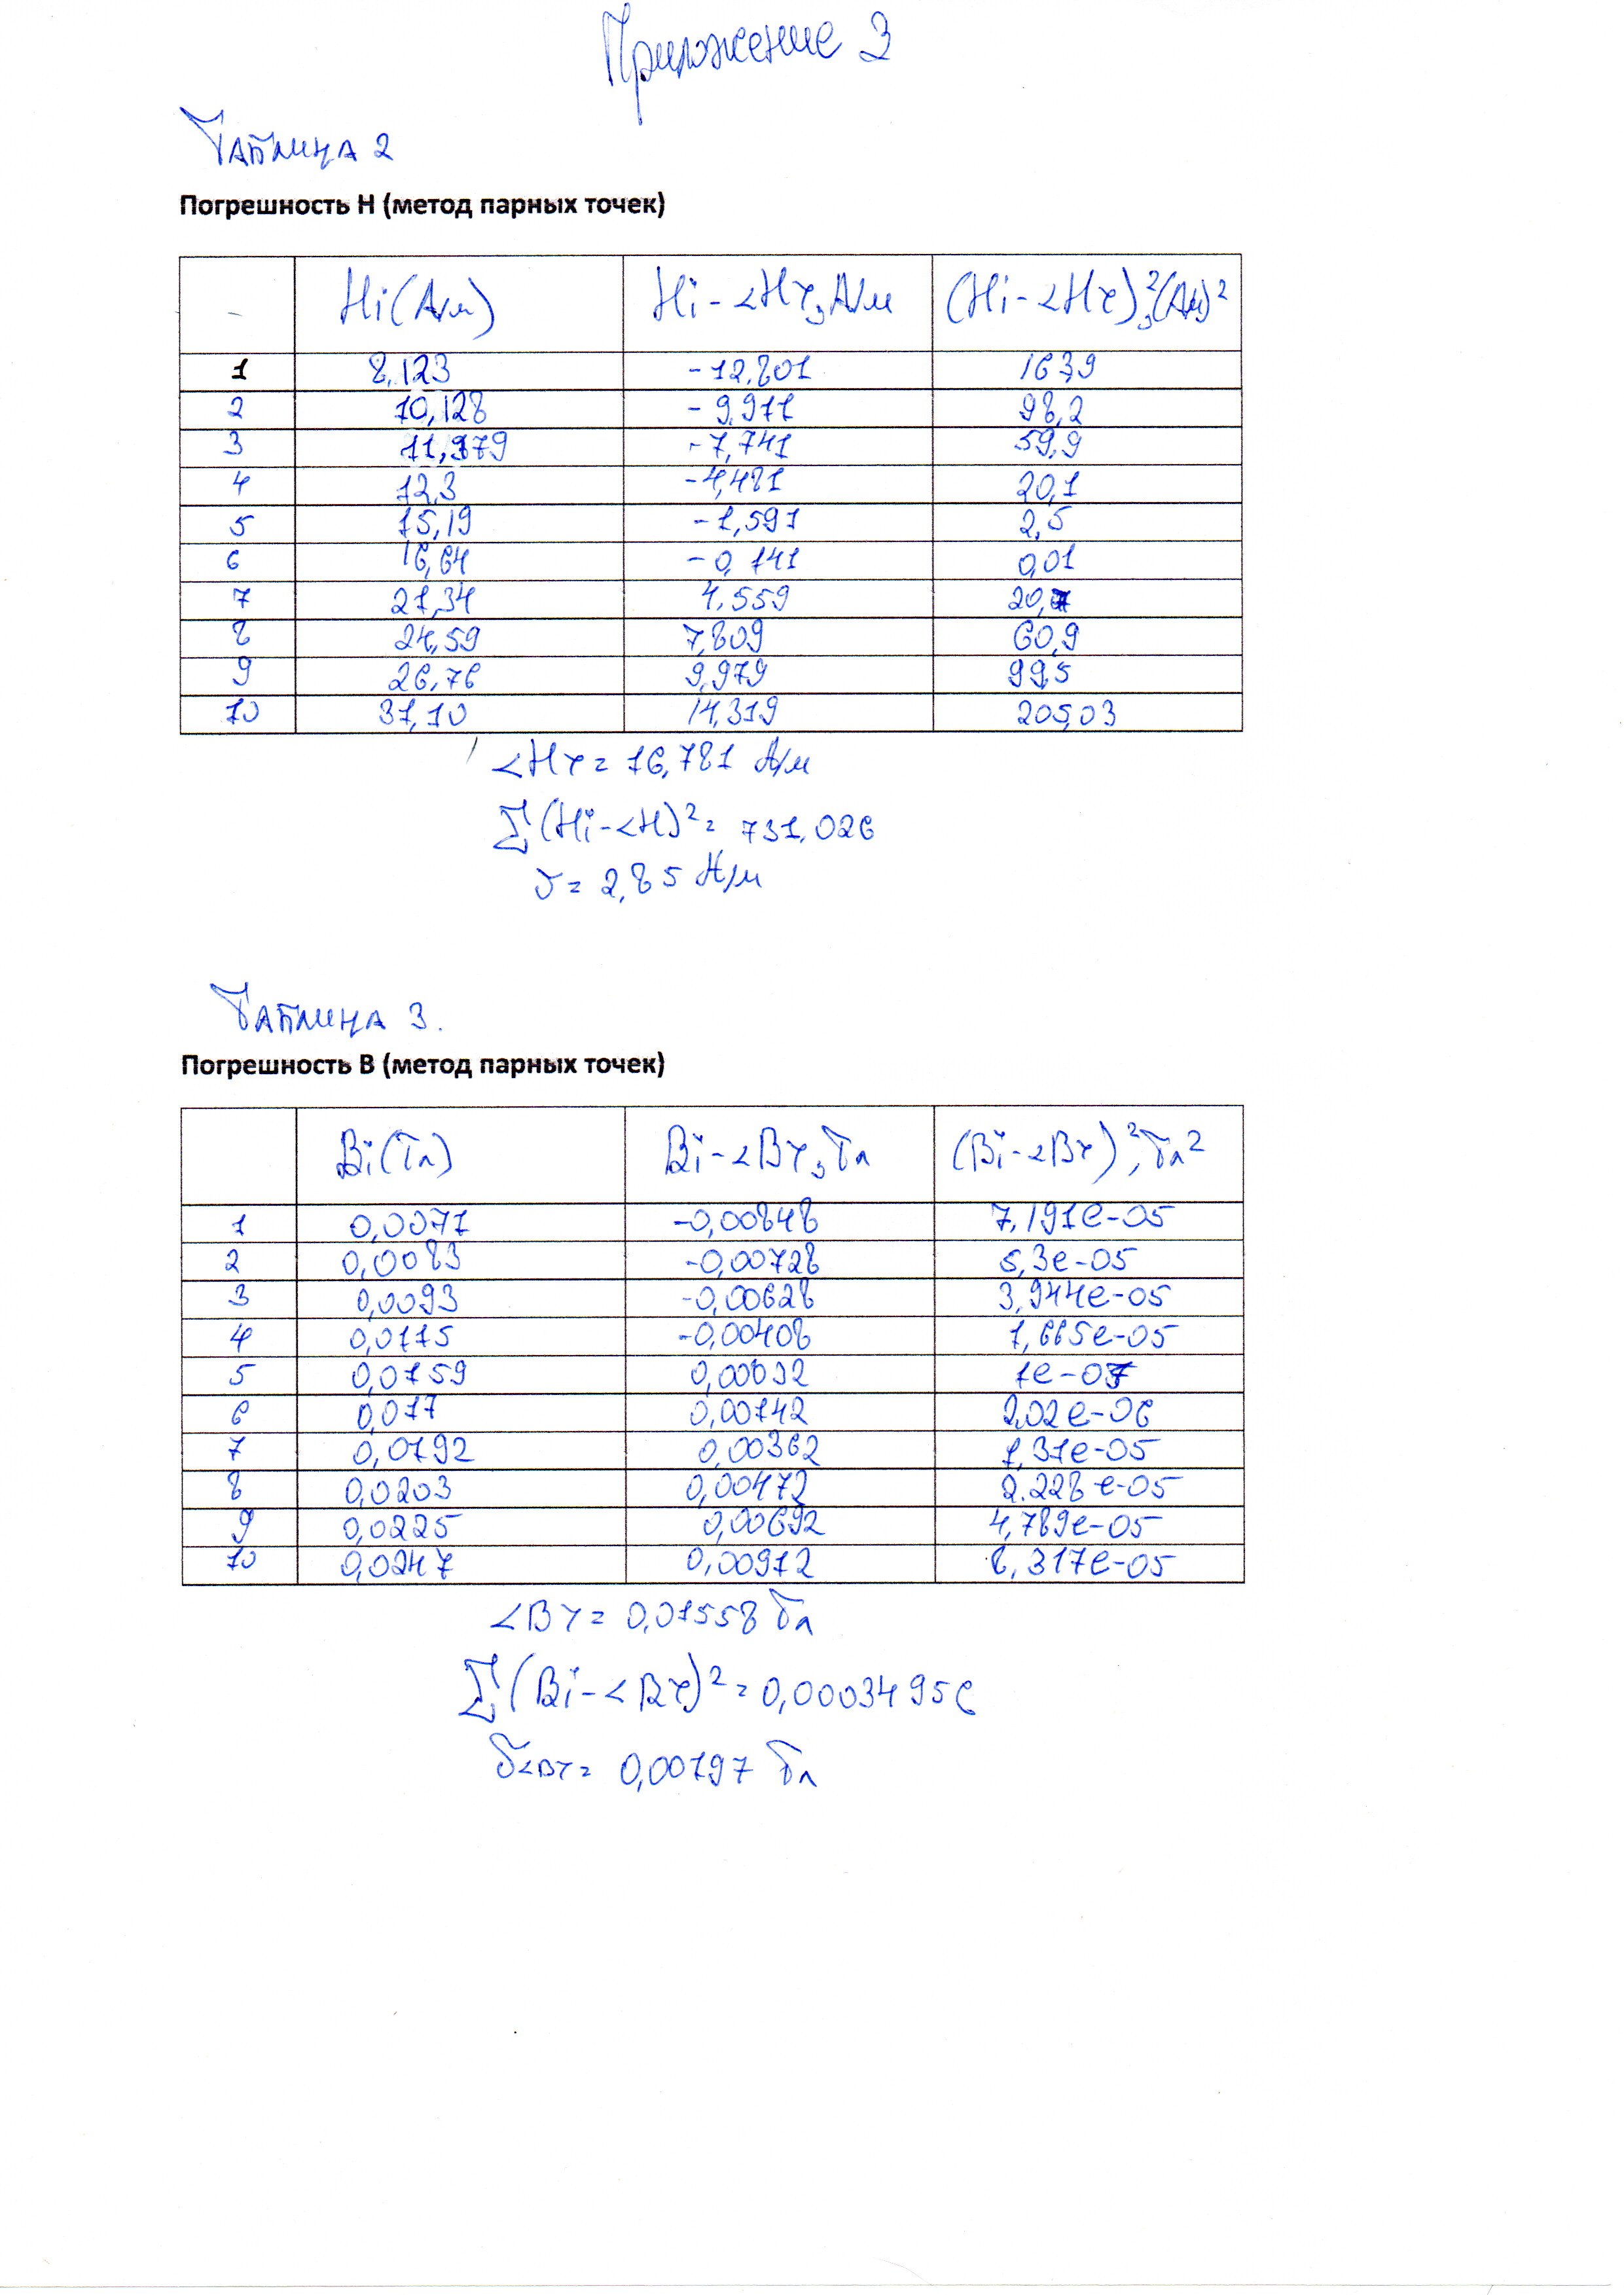 Приложение 3
Таблица 2
Погрешность Н (метод парных точек)
Hi(А/м) Hi-<H>, А/м (Hi-<H>)², (А/м)²
1 8,123 -12,801 163,9
2 10,128 -9,911 98,2
3 11,979 -7,741 59,9
4 12,3 -4,481 20,1
5 15,19 -1,591 2,5
6 16,64 -0,141 0,01
7 21,34 4,559 20,7
8 24,59 7,809 60,9
9 26,76 9,979 99,5
10 31,10 14,319 205,03
<H> = 16,781 А/м
∑(Hi-<H)² = 731,026
σ = 2,85 А/м
Таблица 3.
Погрешность В (метод парных точек)
Bi(Тл) Bi-<B>, Тл (Bi-<B>)², Тл²
1 0,0071 -0,00848 7,191e-05
2 0,0083 -0,00728 5,3e-05
3 0,0093 -0,00628 3,944e-05
4 0,0115 -0,00408 1,665e-05
5 0,0159 0,00032 1e-07
6 0,017 0,00142 2,02e-06
7 0,0192 0,00362 1,31e-05
8 0,0203 0,00472 2.228e-05
9 0,0225 0,00692 4,789e-05
10 0,0247 0,00912 8,317e-05
<B> = 0,01558 Тл
∑(Bi-<B>)² = 0,00034956
σ<B> = 0,00197 Тл